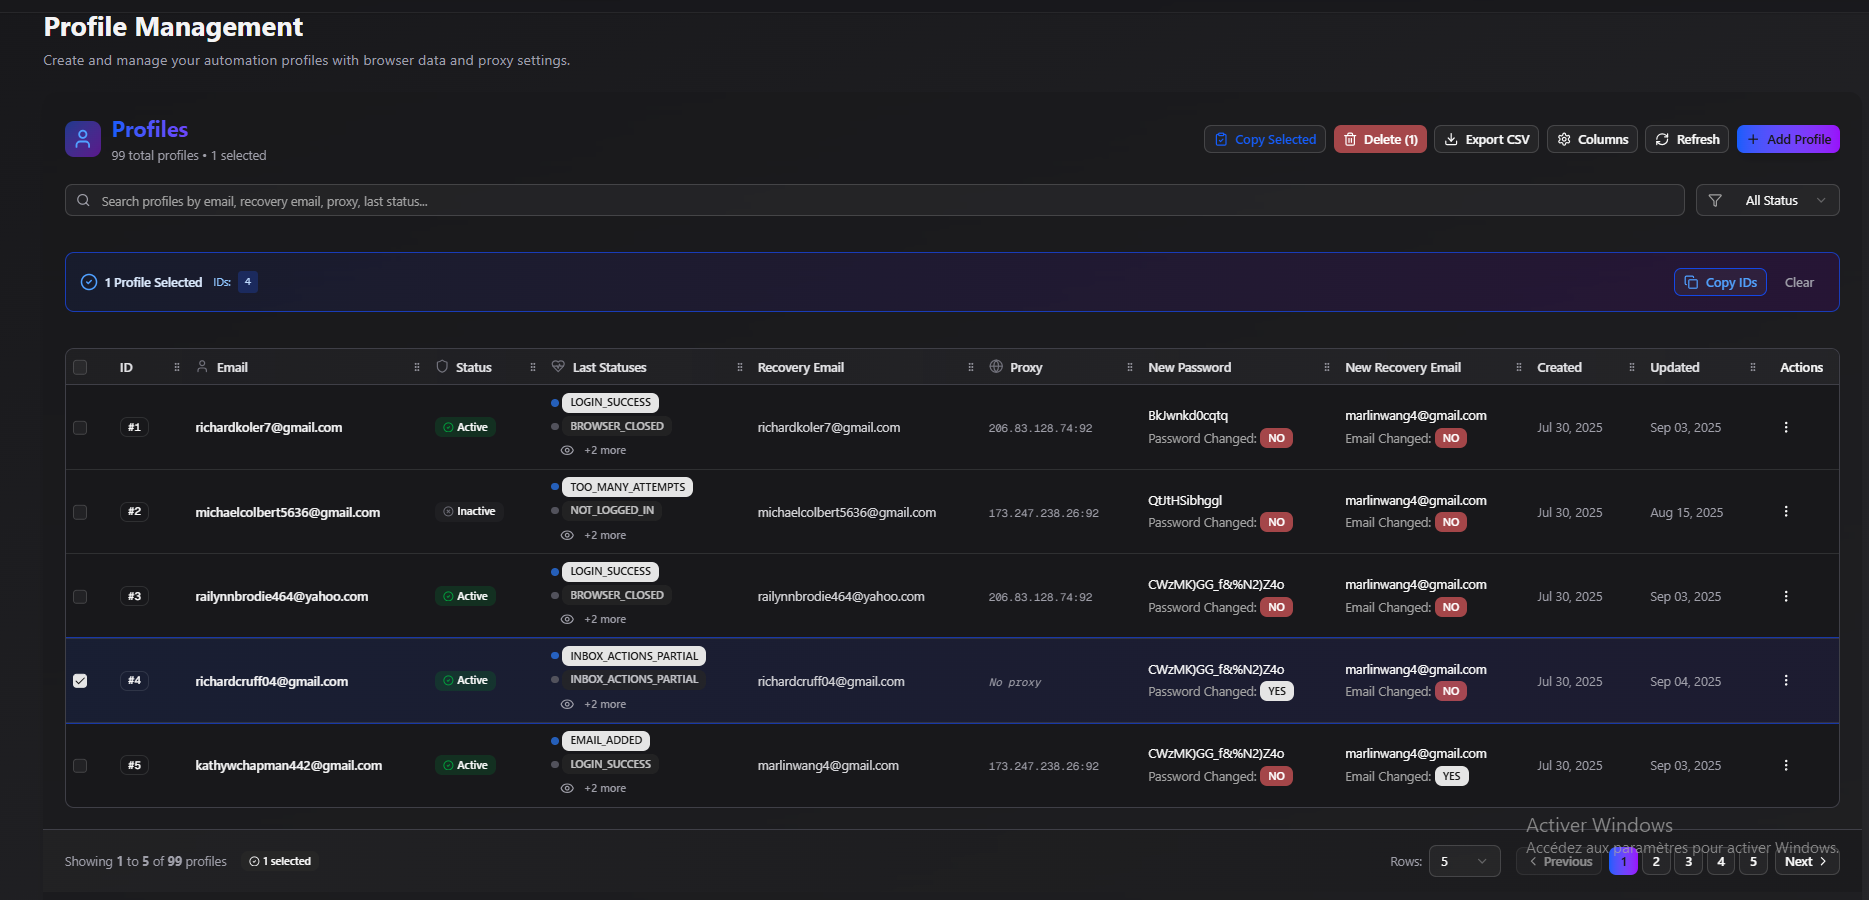 Profile Management
Create and manage your automation profiles with browser data and proxy settings.
Profiles
99 total profiles • 1 selected
Copy Selected
Delete (1)
Export CSV
Columns
Refresh
Add Profile
Search profiles by email, recovery email, proxy, last status...
All Status
1 Profile Selected IDs: 4
Copy IDs
Clear
ID Email Status Last Statuses Recovery Email Proxy New Password New Recovery Email Created Updated Actions
#1 richardkoler7@gmail.com Active LOGIN_SUCCESS
BROWSER_CLOSED
+2 more
richardkoler7@gmail.com 206.83.128.74:92 BkJwnkd0cqtq
Password Changed: NO
marlinwang4@gmail.com
Email Changed: NO
Jul 30, 2025 Sep 03, 2025
#2 michaelcolbert5636@gmail.com Inactive TOO_MANY_ATTEMPTS
NOT_LOGGED_IN
+2 more
michaelcolbert5636@gmail.com 173.247.238.26:92 QtJtHSibhggl
Password Changed: NO
marlinwang4@gmail.com
Email Changed: NO
Jul 30, 2025 Aug 15, 2025
#3 railynnbrodie464@yahoo.com Active LOGIN_SUCCESS
BROWSER_CLOSED
+2 more
railynnbrodie464@yahoo.com 206.83.128.74:92 CWzMK)GG_f&%N2)Z4o
Password Changed: NO
marlinwang4@gmail.com
Email Changed: NO
Jul 30, 2025 Sep 03, 2025
#4 richardcruff04@gmail.com Active INBOX_ACTIONS_PARTIAL
INBOX_ACTIONS_PARTIAL
+2 more
richardcruff04@gmail.com No proxy CWzMK)GG_f&%N2)Z4o
Password Changed: YES
marlinwang4@gmail.com
Email Changed: NO
Jul 30, 2025 Sep 04, 2025
#5 kathywchapman442@gmail.com Active EMAIL_ADDED
LOGIN_SUCCESS
+2 more
marlinwang4@gmail.com 173.247.238.26:92 CWzMK)GG_f&%N2)Z4o
Password Changed: NO
marlinwang4@gmail.com
Email Changed: YES
Jul 30, 2025 Sep 03, 2025
Showing 1 to 5 of 99 profiles 1 selected
Rows: 5
Previous 1 2 3 4 5 Next
Activer Windows
Accédez aux paramètres pour activer Windows.